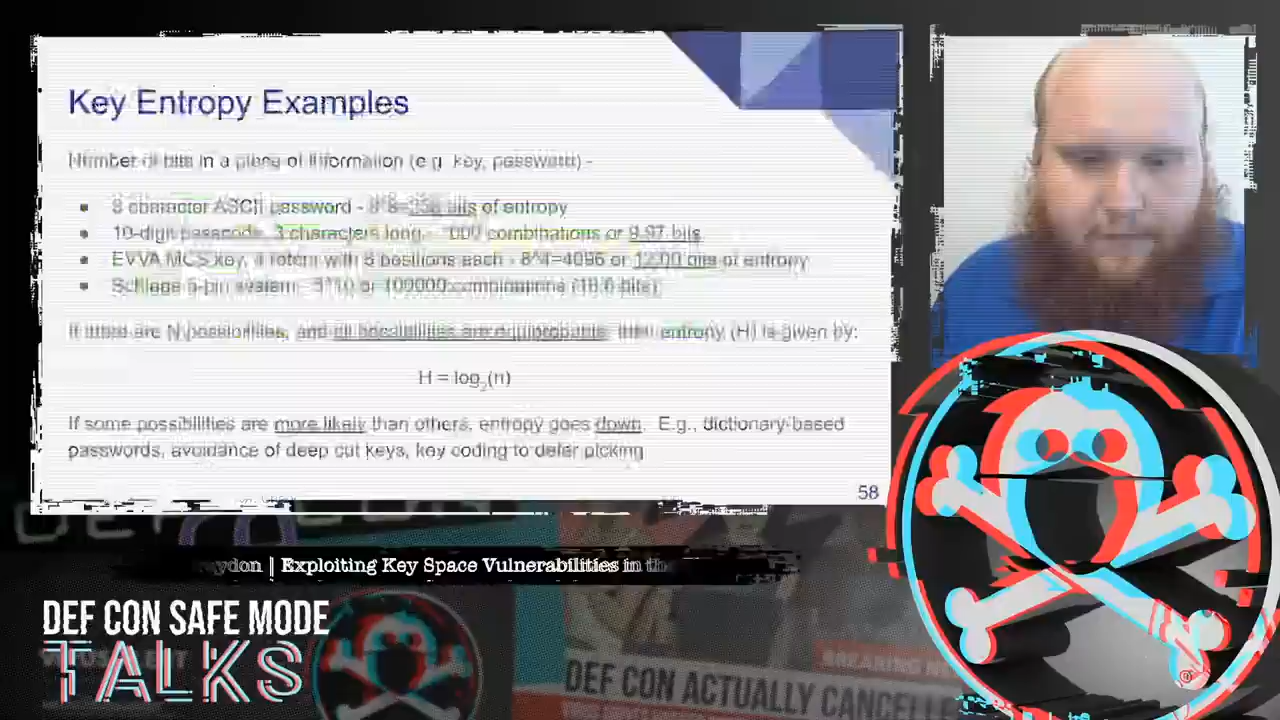 Key Entropy Examples
Number of bits in a piece of information (e.g. key, password) -
8 character ASCII password - bits of entropy
10-digit passcode, 3 characters long - 1000 combinations or 9.97 bits
EVVA MCS key, 4 rotors with 8 positions each - 8^4=4096 or 12.00 bits of entropy
Schlage 5-pin system - or 100000 combinations (16.6 bits)
If there are N possibilities, and all possibilities are equiprobable, then entropy (H) is given by:
H = log2(n)
If some possibilities are more likely than others, entropy goes down. E.g., dictionary-based
passwords, avoidance of deep cut keys, key coding to defer picking
58
aydon | Exploiting Key Space Vulnerabilities in the
DEF CON SAFE MODE
TALKS
BREAKING
DEF CON ACTUALLY CANCELLE
®